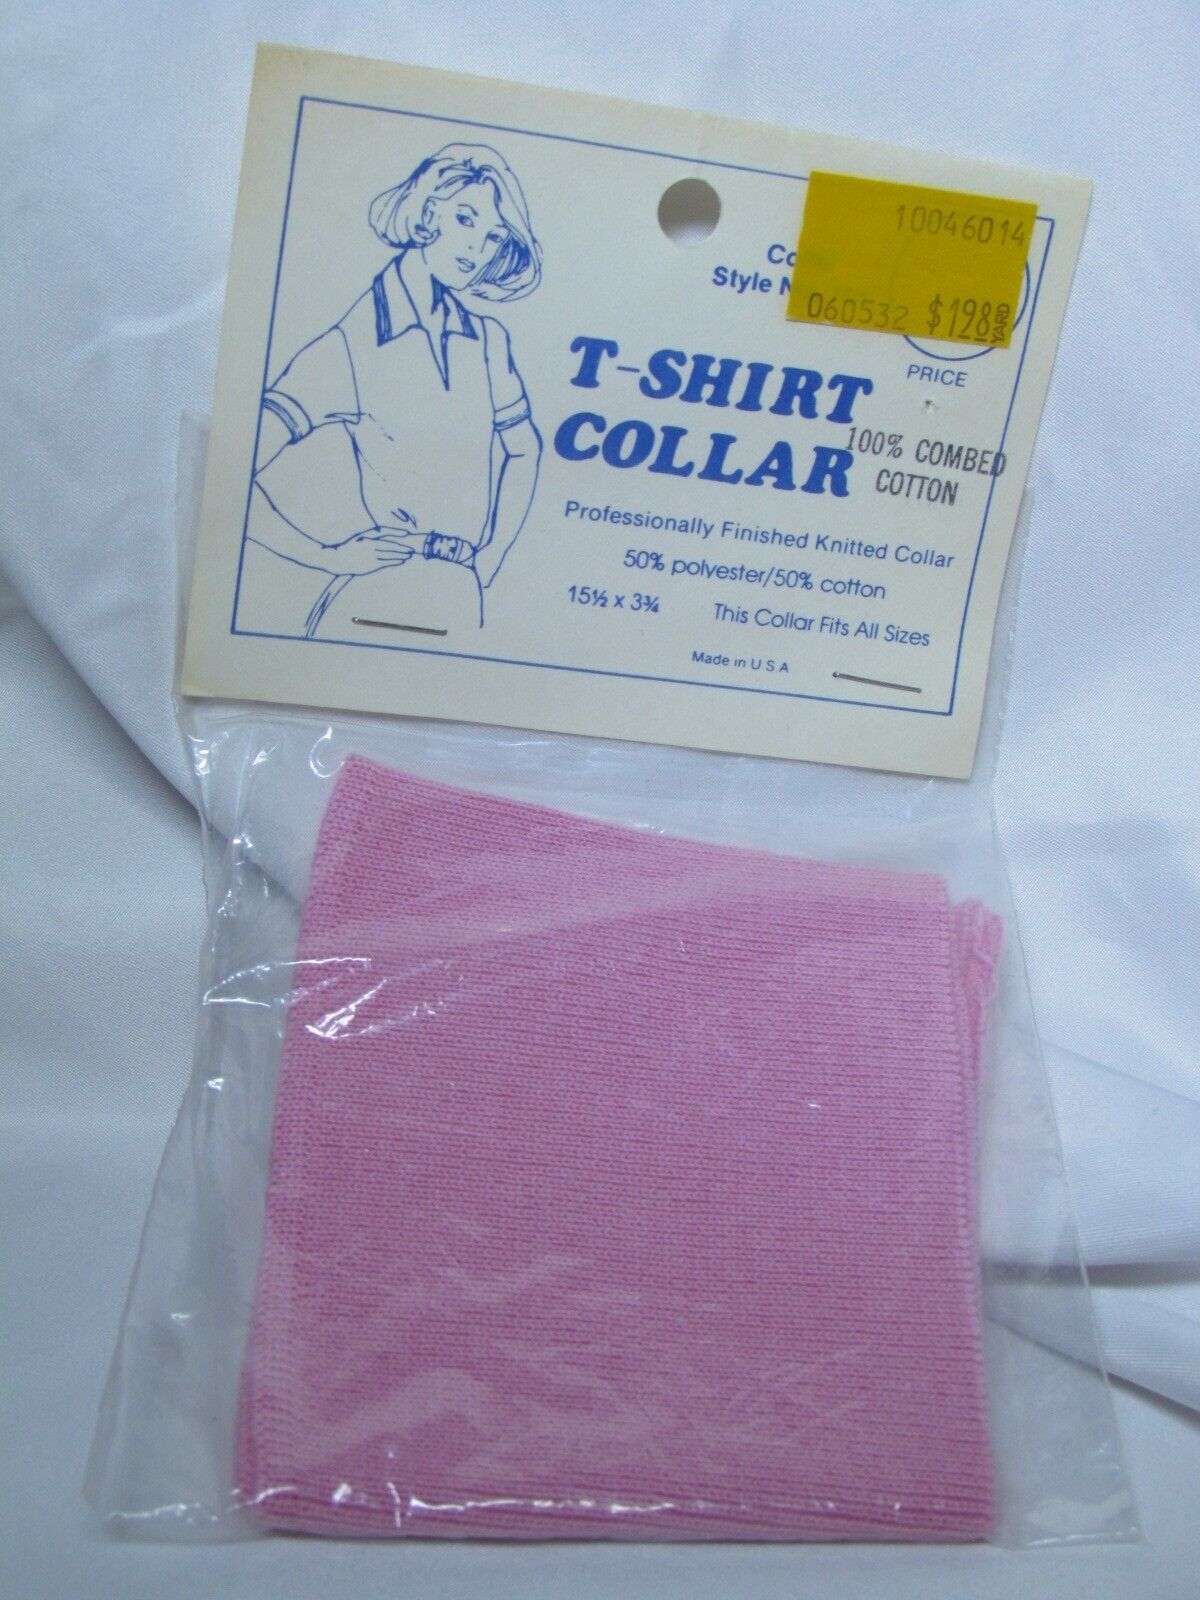 10046014
Style
060532 $1.98 YARD
PRICE
T-SHIRT
COLLAR
100% COMBED
COTTON
Professionally Finished Knitted Collar
50% polyester/50% cotton
15½ x 3¾ This Collar Fits All Sizes
Made in U S A